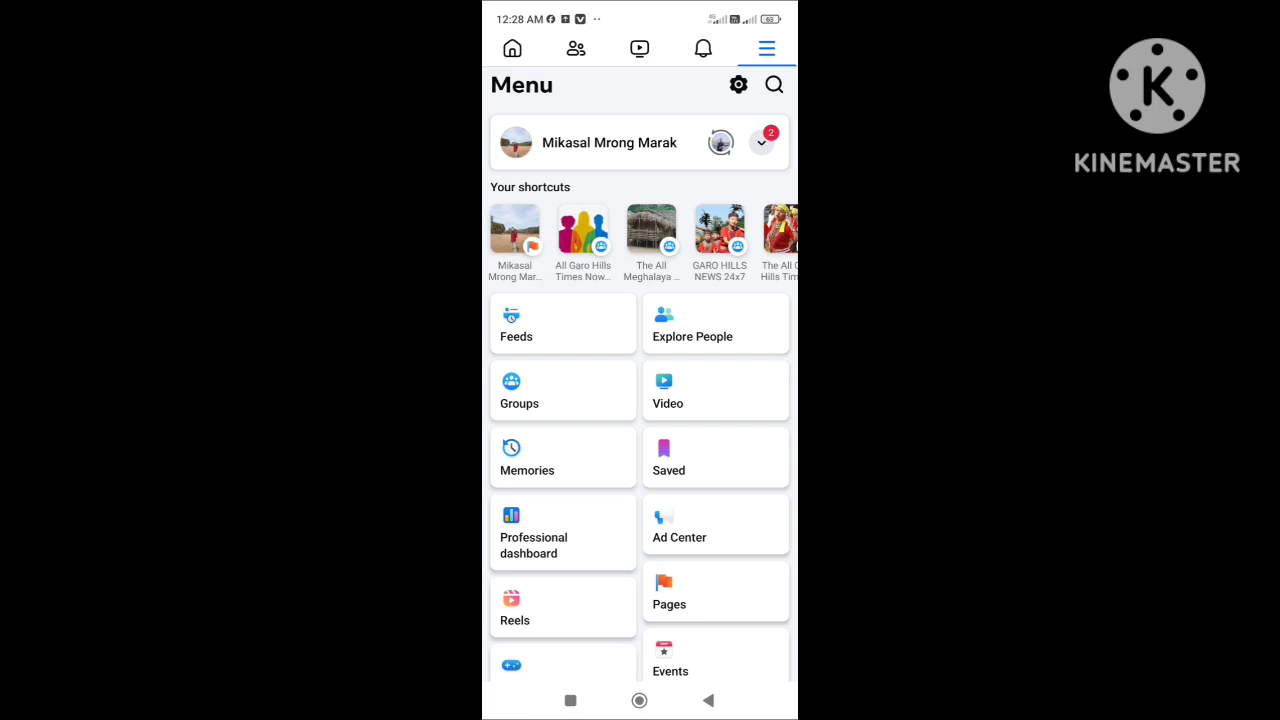 12:28 AM
63
KINEMASTER
Menu
Mikasal Mrong Marak
2
Your shortcuts
Mikasal
Mrong Mar...
All Garo Hills
Times Now...
The All
Meghalaya ...
GARO HILLS
NEWS 24x7
The All G
Hills Tim
Feeds
Explore People
Groups
Video
Memories
Saved
Professional
dashboard
Ad Center
Pages
Reels
Events